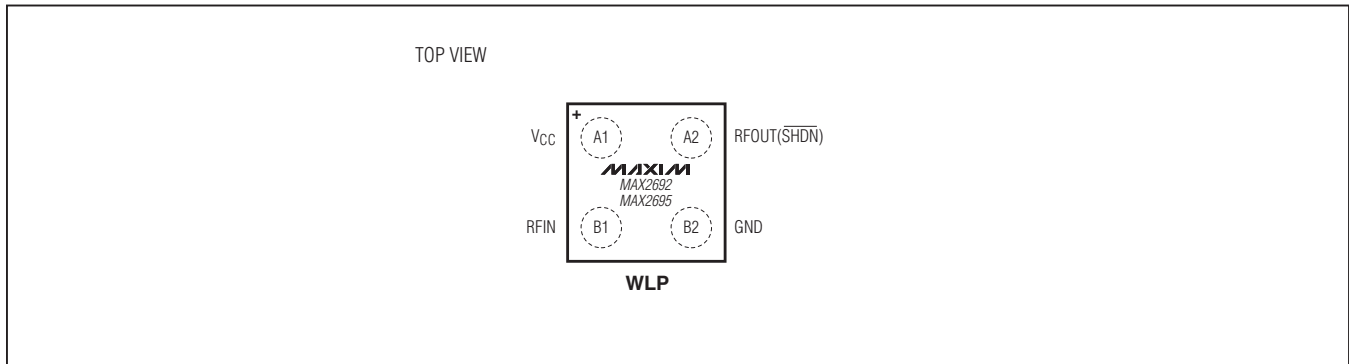 TOP VIEW
+
VCC A1 A2 RFOUT(SHDN)
MAXIM
MAX2692
MAX2695
RFIN B1 B2 GND
WLP